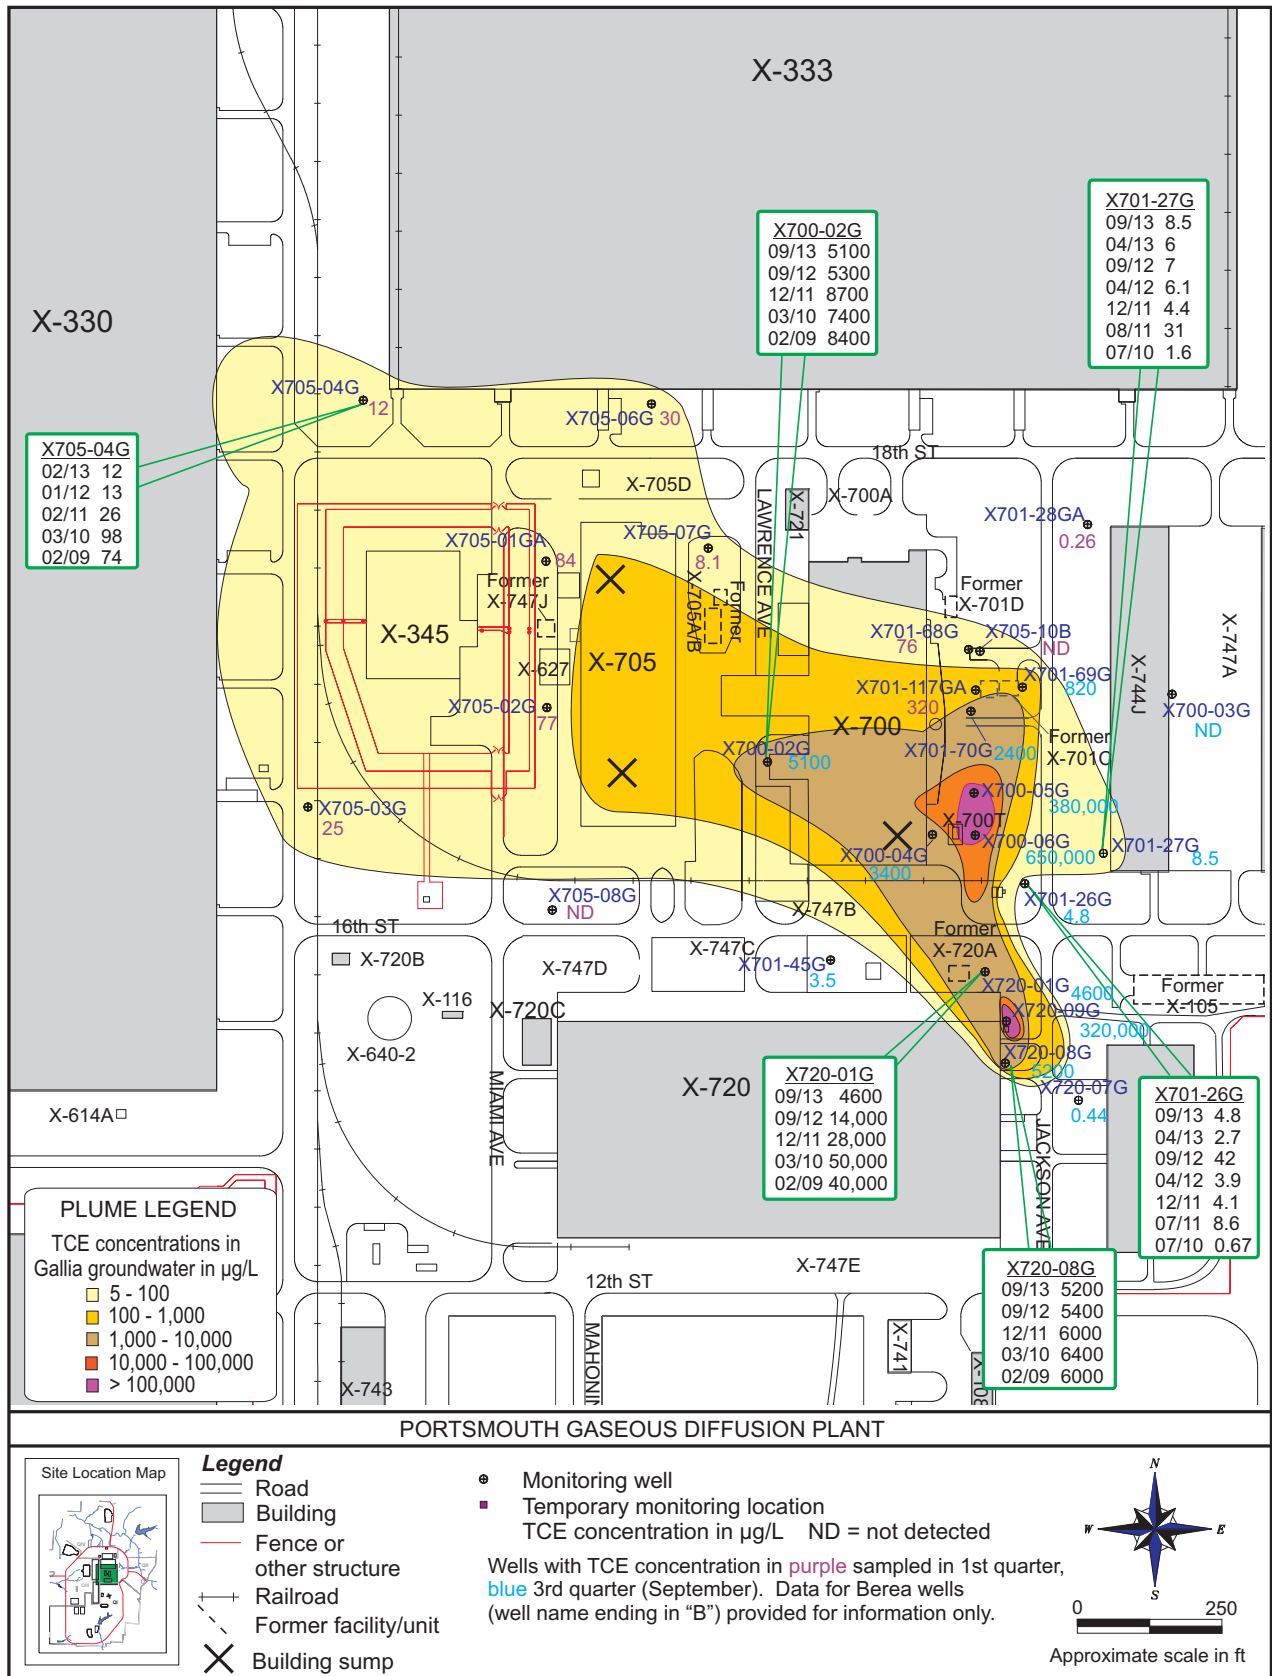 X-333
X-330
X700-02G
09/13 5100
09/12 5300
12/11 8700
03/10 7400
02/09 8400
X701-27G
09/13 8.5
04/13 6
09/12 7
04/12 6.1
12/11 4.4
08/11 31
07/10 1.6
X705-04G
12
X705-06G 30
X705-04G
02/13 12
01/12 13
02/11 26
03/10 98
02/09 74
18th ST
X-705D
X-700A
X-721
LAWRENCE AVE
X701-28GA
0.26
X705-01GA
84
X705-07G
8.1
Former
X-747J
X-705A/B
Former
Former
X-701D
X-345
X-627
X-705
X701-68G
76
X705-10B
ND
X701-69G
820
X-744J
X-747A
X701-117GA
320
X705-02G
77
X-700
X700-03G
ND
X700-02G
5100
X701-70G
2400
Former
X-701C
X705-03G
25
X700-05G
380,000
X-700T
X700-06G
650,000
X700-04G
3400
X701-27G
8.5
X705-08G
ND
X-747B
X701-26G
4.8
16th ST
X-720B
X-747D
X-747C
X701-45G
3.5
Former
X-720A
X720-01G
4600
Former
X-105
X-116
X-720C
X-640-2
X720-09G
320,000
X720-08G
5200
X720-07G
0.44
X-720
X-614A
MIAMI AVE
JACKSON AVE
X720-01G
09/13 4600
09/12 14,000
12/11 28,000
03/10 50,000
02/09 40,000
X701-26G
09/13 4.8
04/13 2.7
09/12 42
04/12 3.9
12/11 4.1
07/11 8.6
07/10 0.67
X720-08G
09/13 5200
09/12 5400
12/11 6000
03/10 6400
02/09 6000
X-747E
12th ST
X-743
X-741
PLUME LEGEND
TCE concentrations in
Gallia groundwater in µg/L
5 - 100
100 - 1,000
1,000 - 10,000
10,000 - 100,000
> 100,000
PORTSMOUTH GASEOUS DIFFUSION PLANT
Site Location Map
Legend
Road
Building
Fence or
other structure
Railroad
Former facility/unit
Building sump
Monitoring well
Temporary monitoring location
TCE concentration in µg/L ND = not detected
Wells with TCE concentration in purple sampled in 1st quarter,
blue 3rd quarter (September). Data for Berea wells
(well name ending in “B”) provided for information only.
N
W
E
S
0 250
Approximate scale in ft